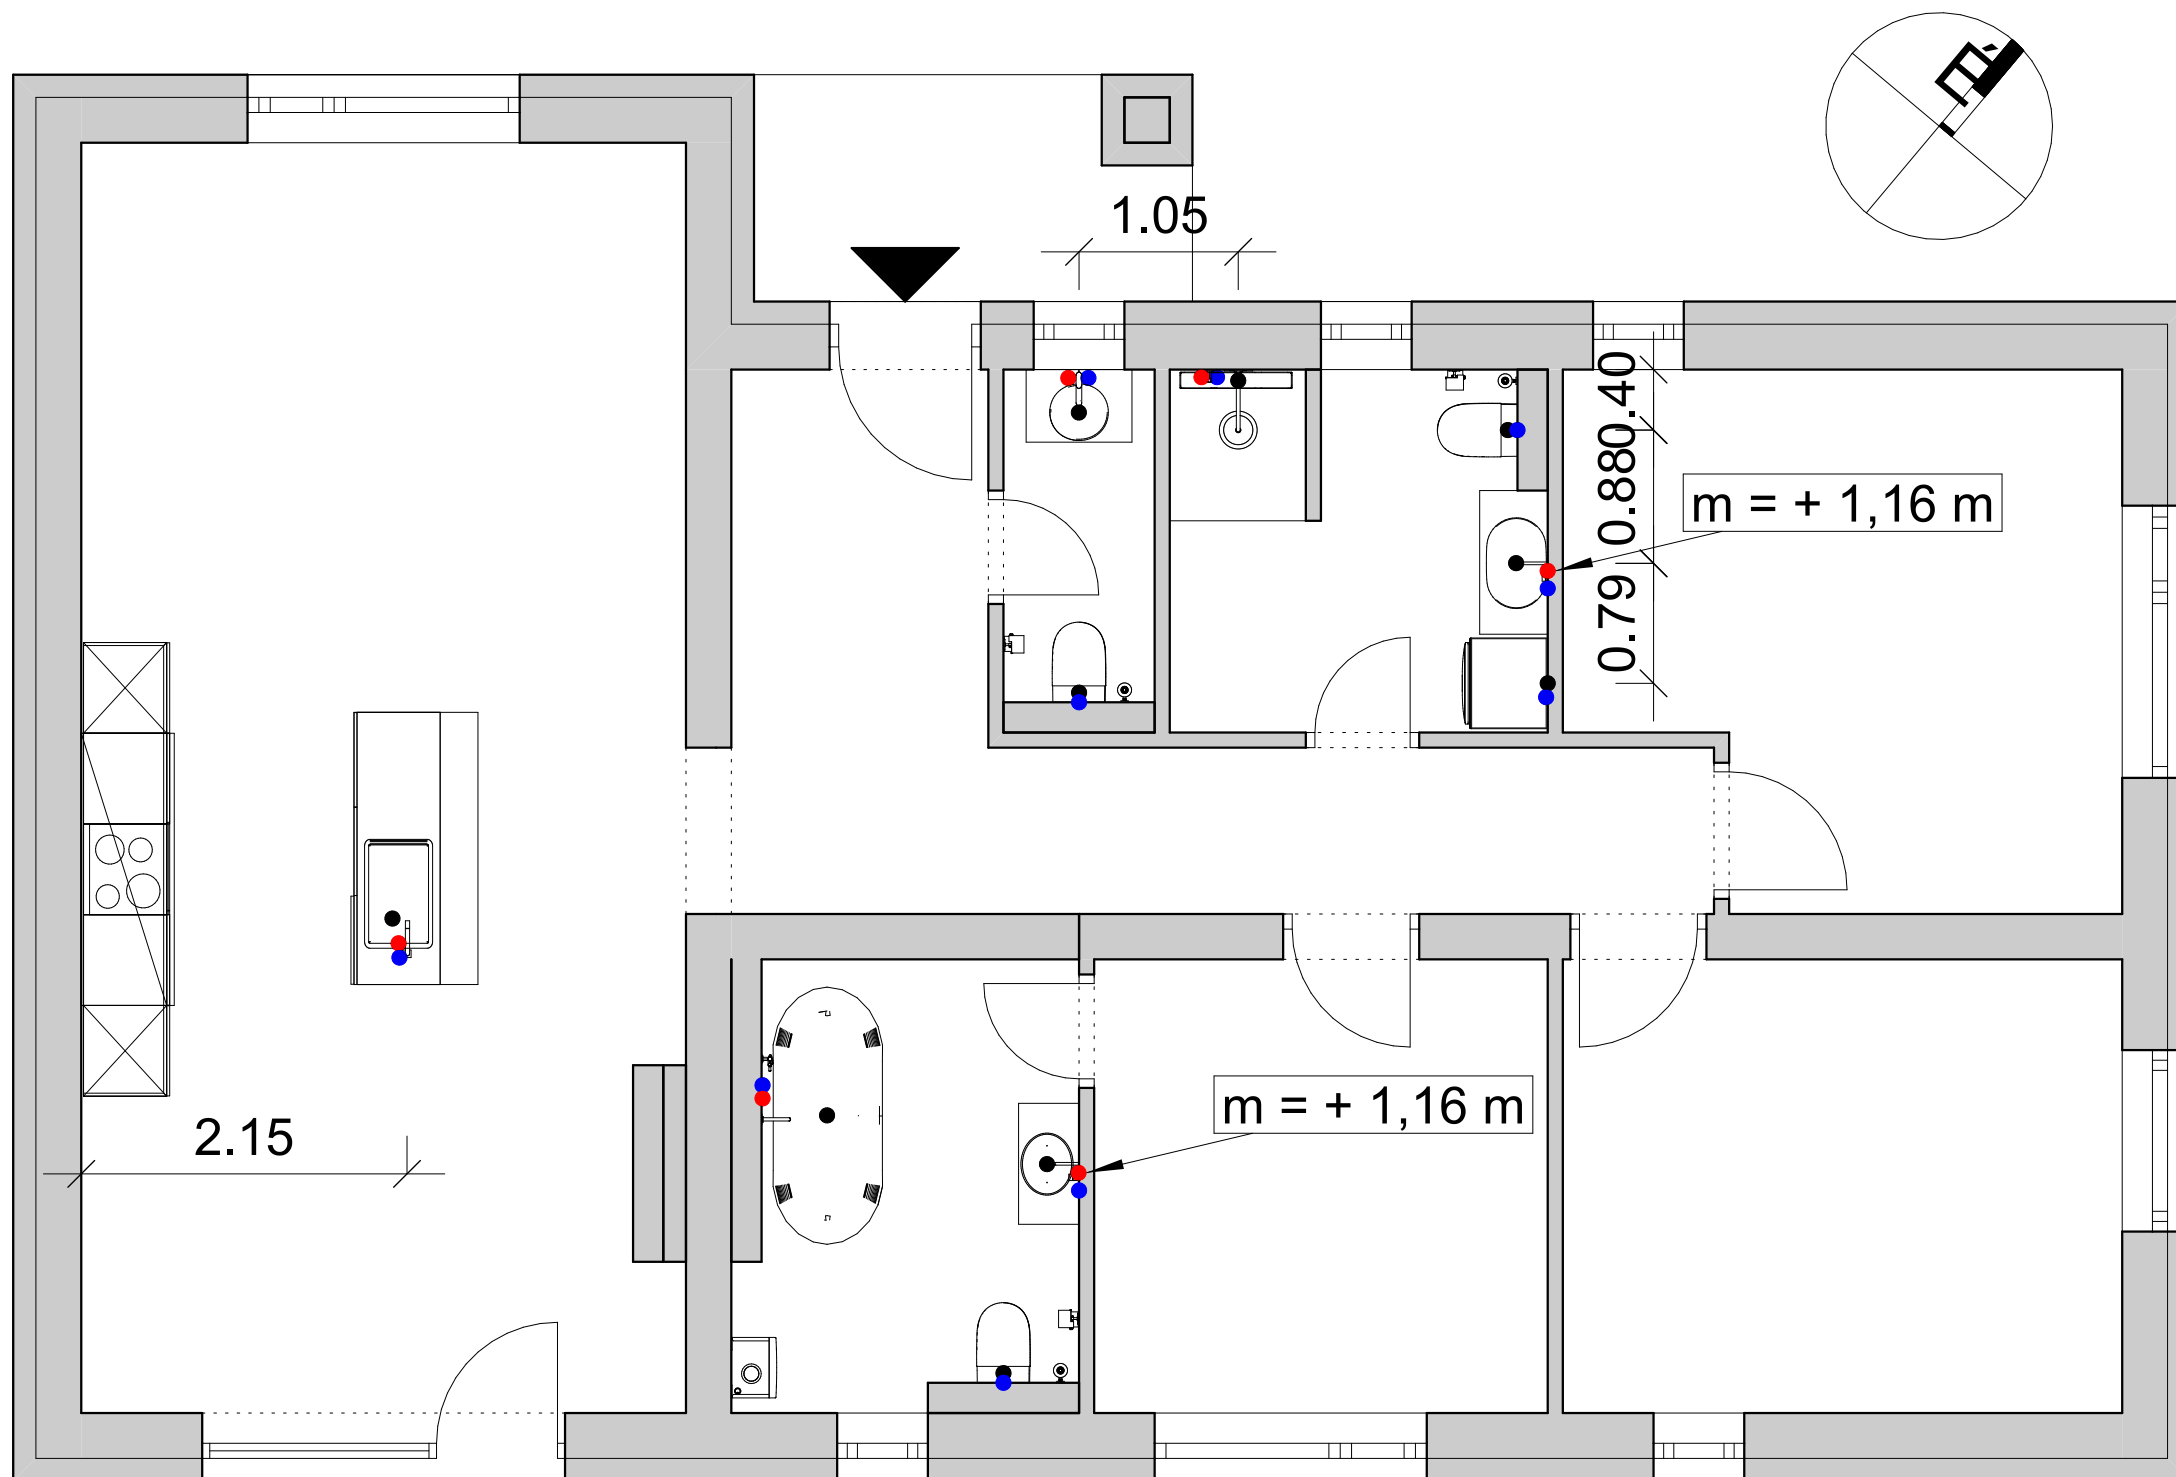 É
1.05
0.40
0.88
0.79
m = + 1,16 m
m = + 1,16 m
2.15